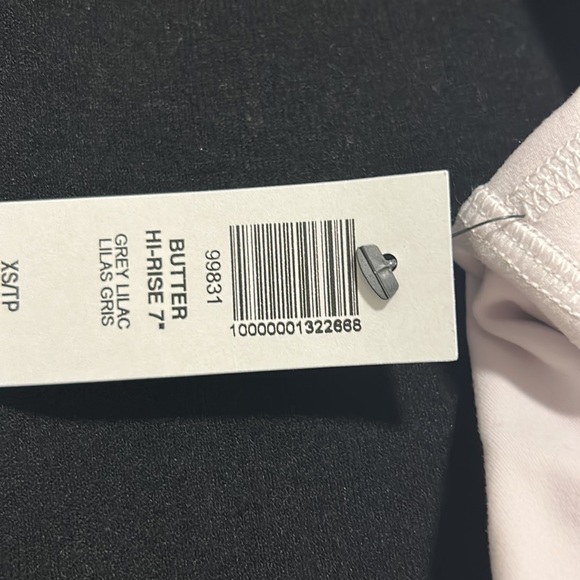 10000001322668
99831
BUTTER
HI-RISE 7"
GREY LILAC
LILAS GRIS
XS/TP